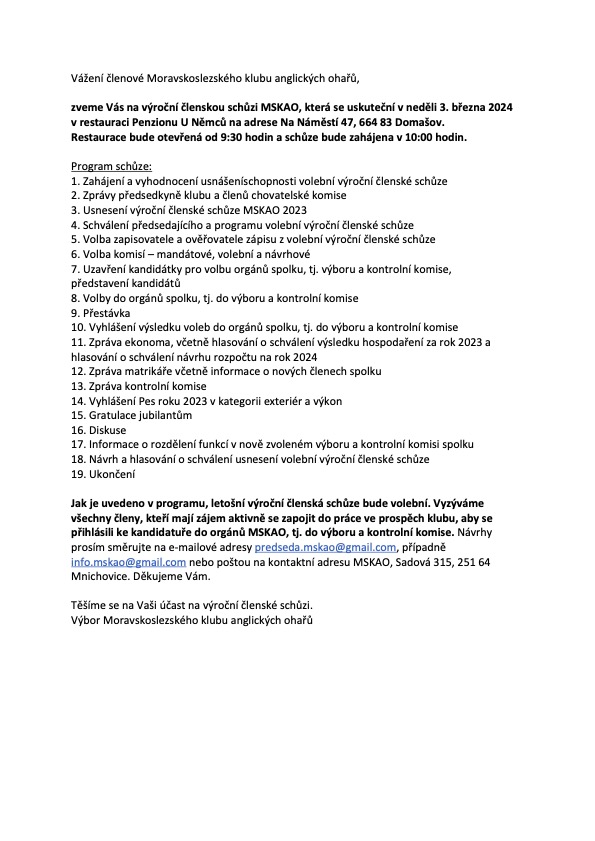 Vážení členové Moravskoslezského klubu anglických ohařů,
zveme Vás na výroční členskou schůzi MSKAO, která se uskuteční v neděli 3. března 2024
v restauraci Penzionu U Němců na adrese Na Náměstí 47, 664 83 Domašov.
Restaurace bude otevřená od 9:30 hodin a schůze bude zahájena v 10:00 hodin.
Program schůze:
1. Zahájení a vyhodnocení usnášeníschopnosti volební výroční členské schůze
2. Zprávy předsedkyně klubu a členů chovatelské komise
3. Usnesení výroční členské schůze MSKAO 2023
4. Schválení předsedajícího a programu volební výroční členské schůze
5. Volba zapisovatele a ověřovatele zápisu z volební výroční členské schůze
6. Volba komisí – mandátové, volební a návrhové
7. Uzavření kandidátky pro volbu orgánů spolku, tj. výboru a kontrolní komise,
představení kandidátů
8. Volby do orgánů spolku, tj. do výboru a kontrolní komise
9. Přestávka
10. Vyhlášení výsledku voleb do orgánů spolku, tj. do výboru a kontrolní komise
11. Zpráva ekonoma, včetně hlasování o schválení výsledku hospodaření za rok 2023 a
hlasování o schválení návrhu rozpočtu na rok 2024
12. Zpráva matrikáře včetně informace o nových členech spolku
13. Zpráva kontrolní komise
14. Vyhlášení Pes roku 2023 v kategorii exteriér a výkon
15. Gratulace jubilantům
16. Diskuse
17. Informace o rozdělení funkcí v nově zvoleném výboru a kontrolní komisi spolku
18. Návrh a hlasování o schválení usnesení volební výroční členské schůze
19. Ukončení
Jak je uvedeno v programu, letošní výroční členská schůze bude volební. Vyzýváme
všechny členy, kteří mají zájem aktivně se zapojit do práce ve prospěch klubu, aby se
přihlásili ke kandidatuře do orgánů MSKAO, tj. do výboru a kontrolní komise. Návrhy
prosím směrujte na e-mailové adresy predseda.mskao@gmail.com, případně
info.mskao@gmail.com nebo poštou na kontaktní adresu MSKAO, Sadová 315, 251 64
Mnichovice. Děkujeme Vám.
Těšíme se na Vaši účast na výroční členské schůzi.
Výbor Moravskoslezského klubu anglických ohařů